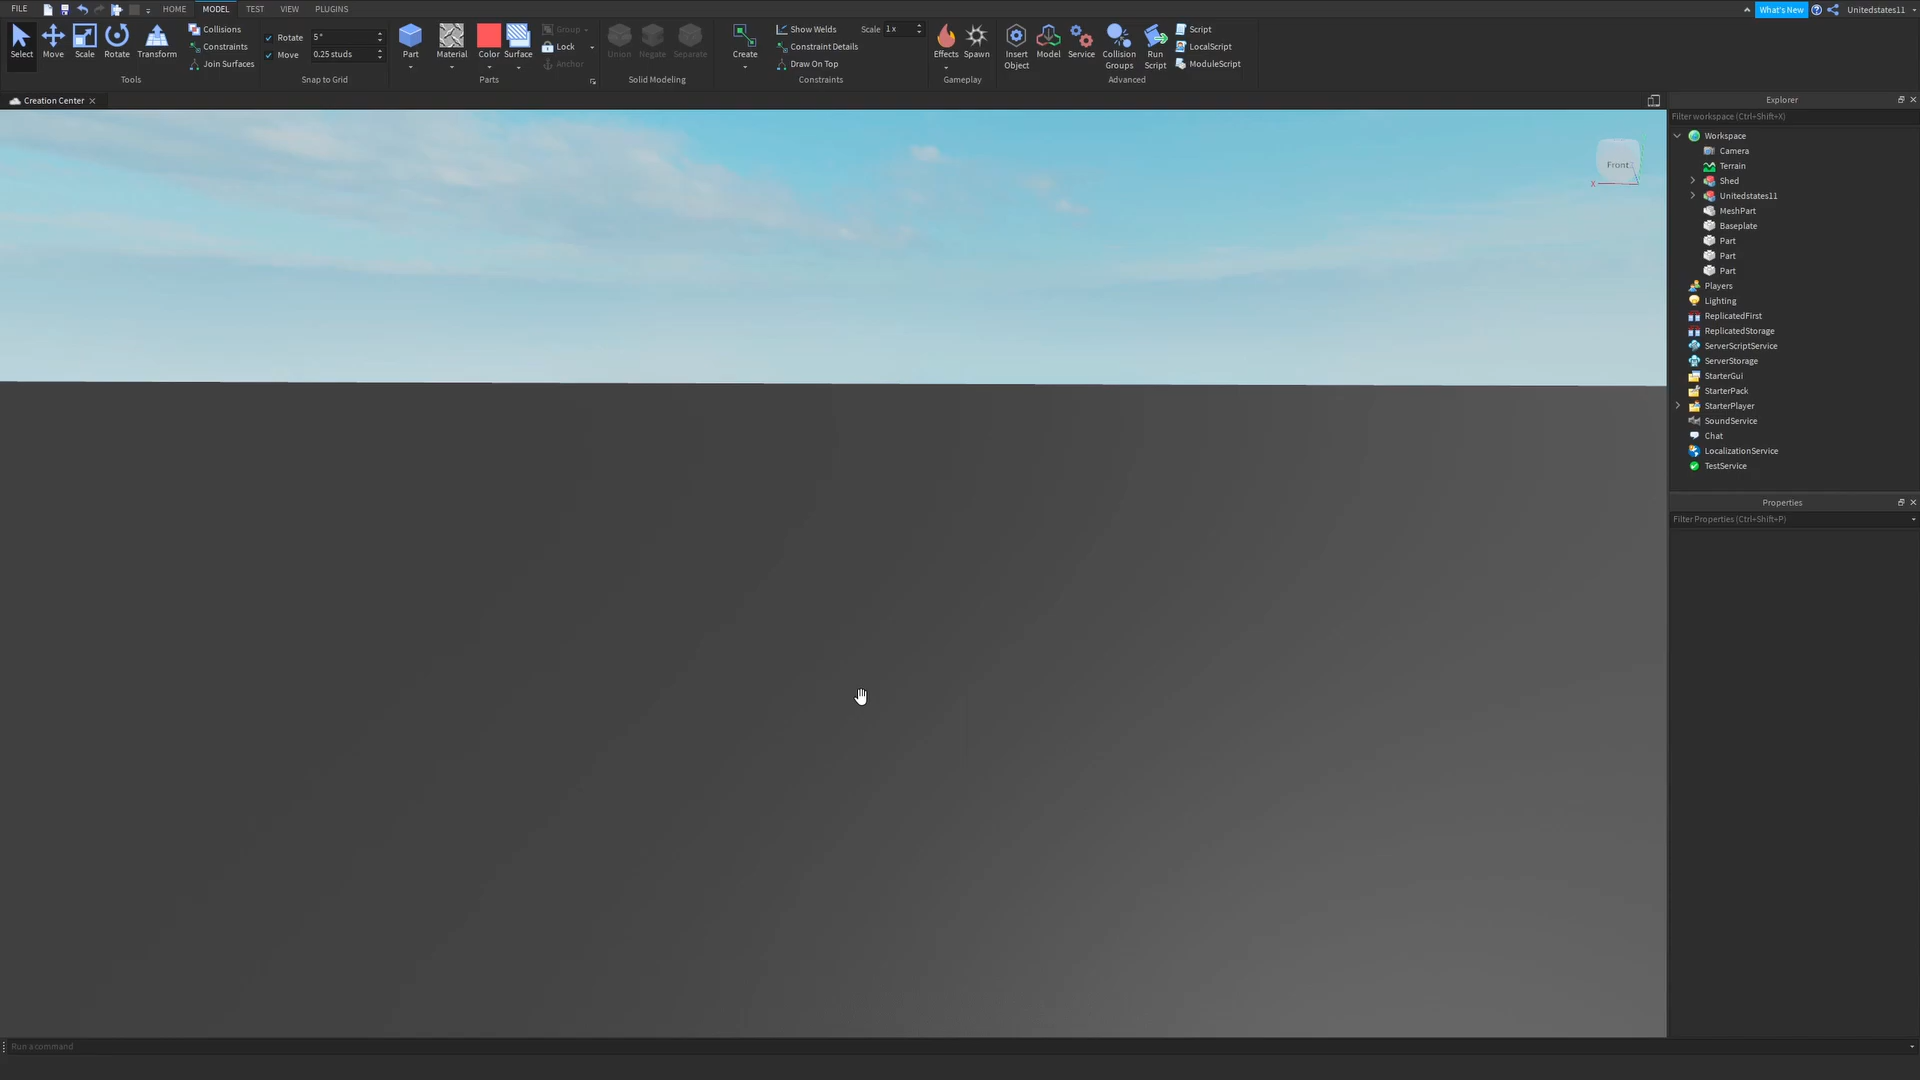 FILE
HOME
MODEL
TEST
VIEW
PLUGINS
What's New
Unitedstates11
Select
Move
Scale
Rotate
Transform
Collisions
Constraints
Join Surfaces
Tools
Rotate
5°
Move
0.25 studs
Snap to Grid
Part
Material
Color
Surface
Group
Lock
Anchor
Parts
Union
Negate
Separate
Solid Modeling
Create
Show Welds
Scale
1 x
Constraint Details
Draw On Top
Constraints
Effects
Spawn
Gameplay
Insert
Object
Model
Service
Collision
Groups
Run
Script
Script
LocalScript
ModuleScript
Advanced
Creation Center
Front
X
Explorer
Filter workspace (Ctrl+Shift+X)
Workspace
Camera
Terrain
Shed
Unitedstates11
MeshPart
Baseplate
Part
Part
Part
Players
Lighting
ReplicatedFirst
ReplicatedStorage
ServerScriptService
ServerStorage
StarterGui
StarterPack
StarterPlayer
SoundService
Chat
LocalizationService
TestService
Properties
Filter Properties (Ctrl+Shift+P)
Run a command